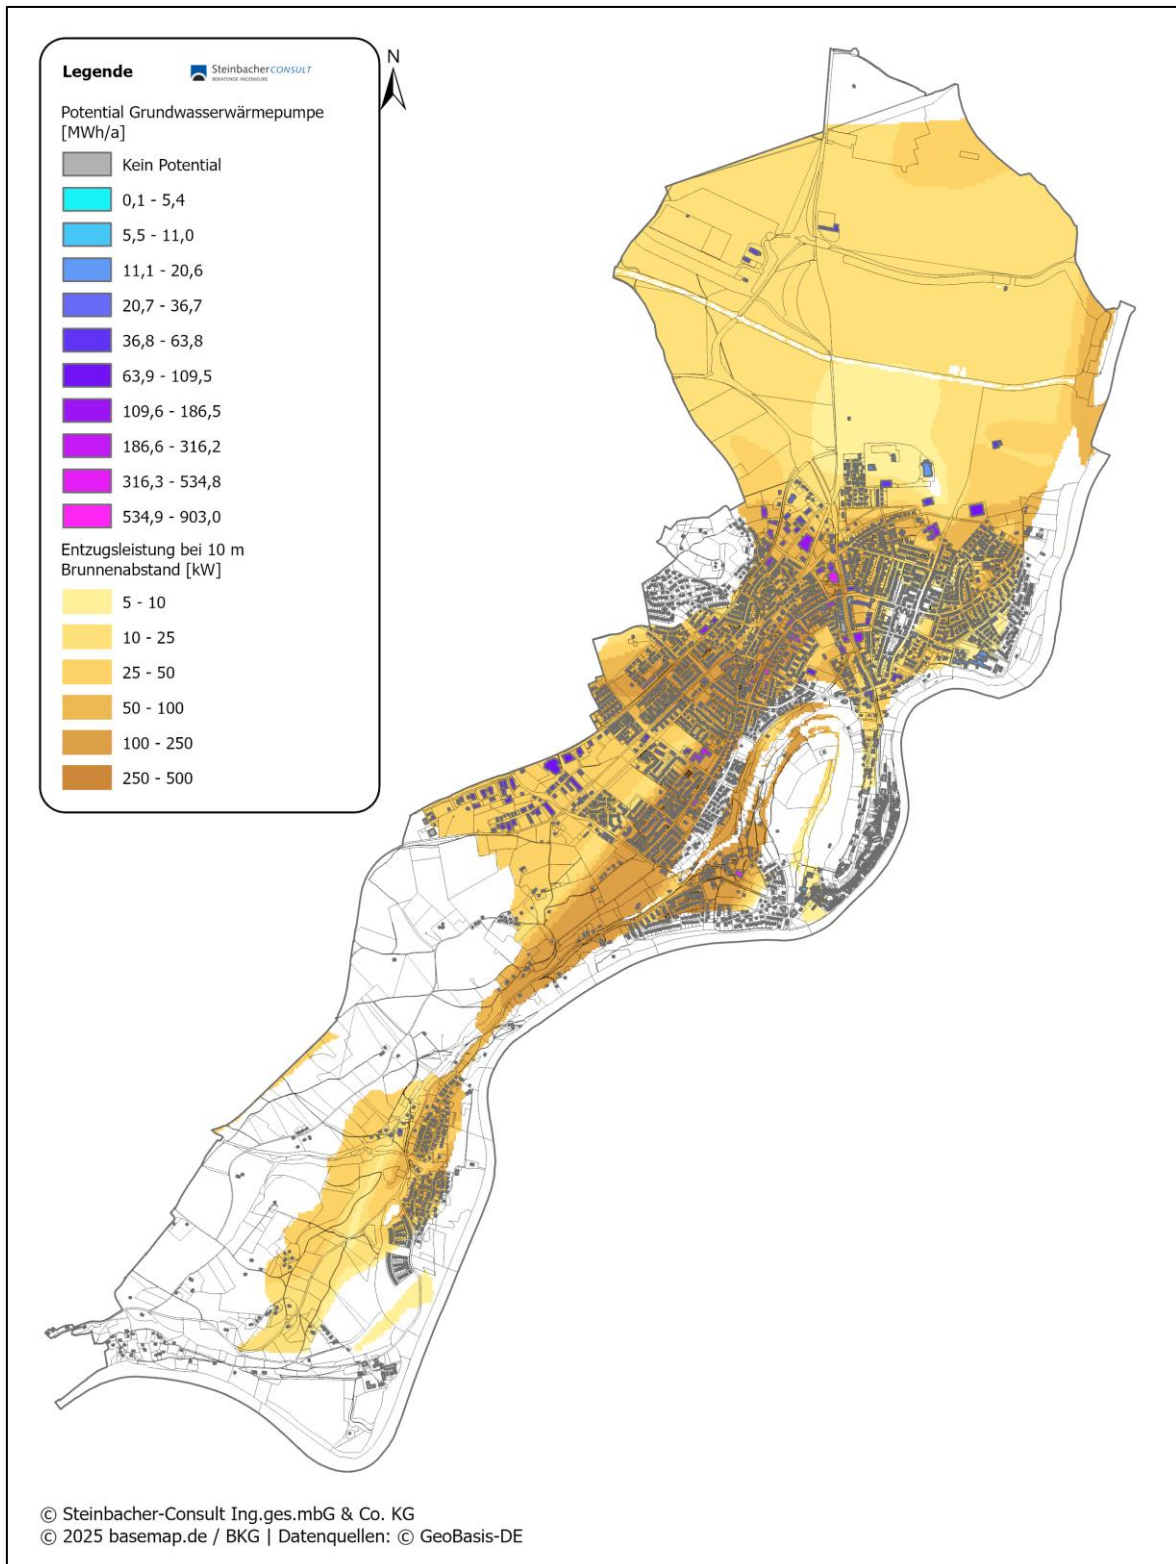 Legende
SteinbacherCONSULT
BERATENDE INGENIEURE
N
Potential Grundwasserwärmepumpe
[MWh/a]
Kein Potential
0,1 - 5,4
5,5 - 11,0
11,1 - 20,6
20,7 - 36,7
36,8 - 63,8
63,9 - 109,5
109,6 - 186,5
186,6 - 316,2
316,3 - 534,8
534,9 - 903,0
Entzugsleistung bei 10 m
Brunnenabstand [kW]
5 - 10
10 - 25
25 - 50
50 - 100
100 - 250
250 - 500
© Steinbacher-Consult Ing.ges.mbG & Co. KG
© 2025 basemap.de / BKG | Datenquellen: © GeoBasis-DE